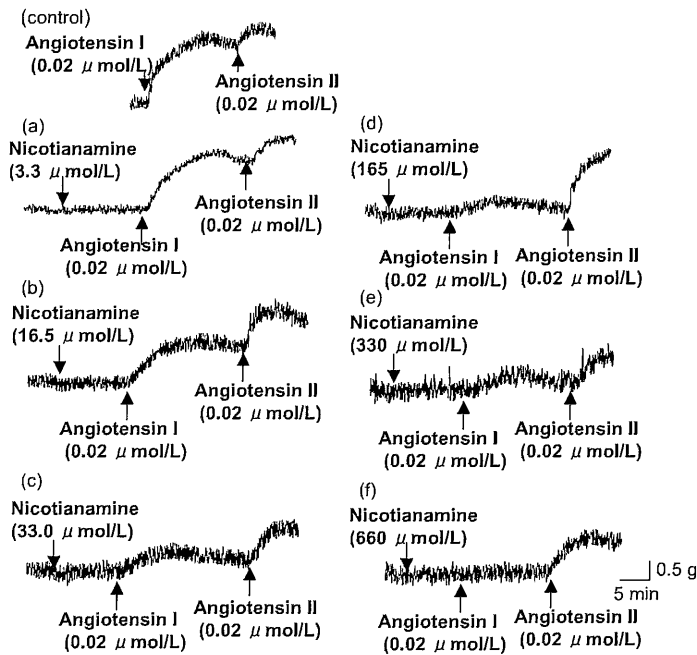 (control)
Angiotensin I
(0.02 μ mol/L)
Angiotensin II
(0.02 μ mol/L)
(a)
Nicotianamine
(3.3 μ mol/L)
Angiotensin II
(0.02 μ mol/L)
Angiotensin I
(0.02 μ mol/L)
(b)
Nicotianamine
(16.5 μ mol/L)
Angiotensin II
(0.02 μ mol/L)
Angiotensin I
(0.02 μ mol/L)
(c)
Nicotianamine
(33.0 μ mol/L)
Angiotensin I
(0.02 μ mol/L)
Angiotensin II
(0.02 μ mol/L)
(d)
Nicotianamine
(165 μ mol/L)
Angiotensin I
(0.02 μ mol/L)
Angiotensin II
(0.02 μ mol/L)
(e)
Nicotianamine
(330 μ mol/L)
Angiotensin I
(0.02 μ mol/L)
Angiotensin II
(0.02 μ mol/L)
(f)
Nicotianamine
(660 μ mol/L)
Angiotensin I
(0.02 μ mol/L)
Angiotensin II
(0.02 μ mol/L)
0.5 g
5 min